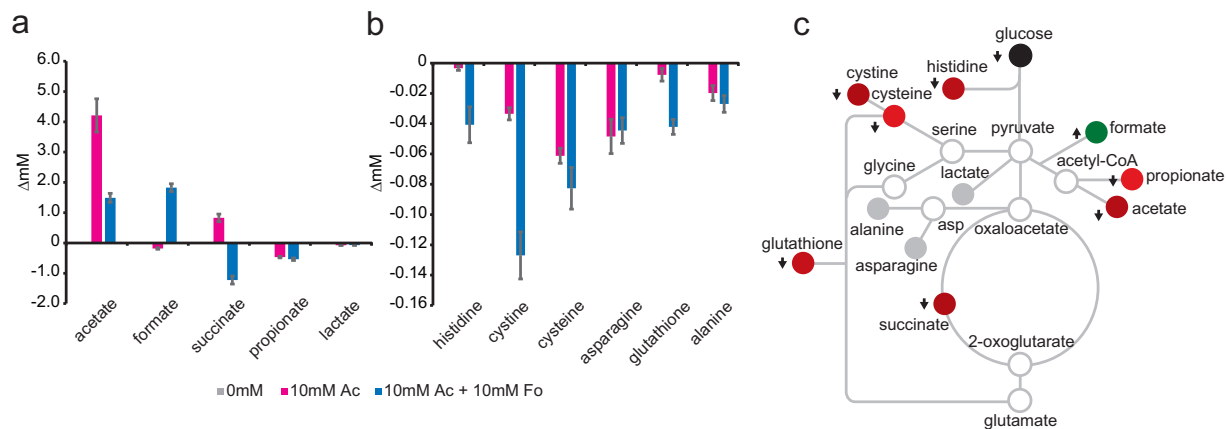 a
6.0
5.0
4.0
3.0
2.0
1.0
0
-1.0
-2.0
ΔmM
acetate
formate
succinate
propionate
lactate
b
0
-0.02
-0.04
-0.06
-0.08
-0.10
-0.12
-0.14
-0.16
ΔmM
histidine
cystine
cysteine
asparagine
glutathione
alanine
0mM
10mM Ac
10mM Ac + 10mM Fo
c
glucose
histidine
cystine
cysteine
serine
pyruvate
formate
acetyl-CoA
glycine
lactate
propionate
acetate
alanine
asp
oxaloacetate
asparagine
glutathione
succinate
2-oxoglutarate
glutamate